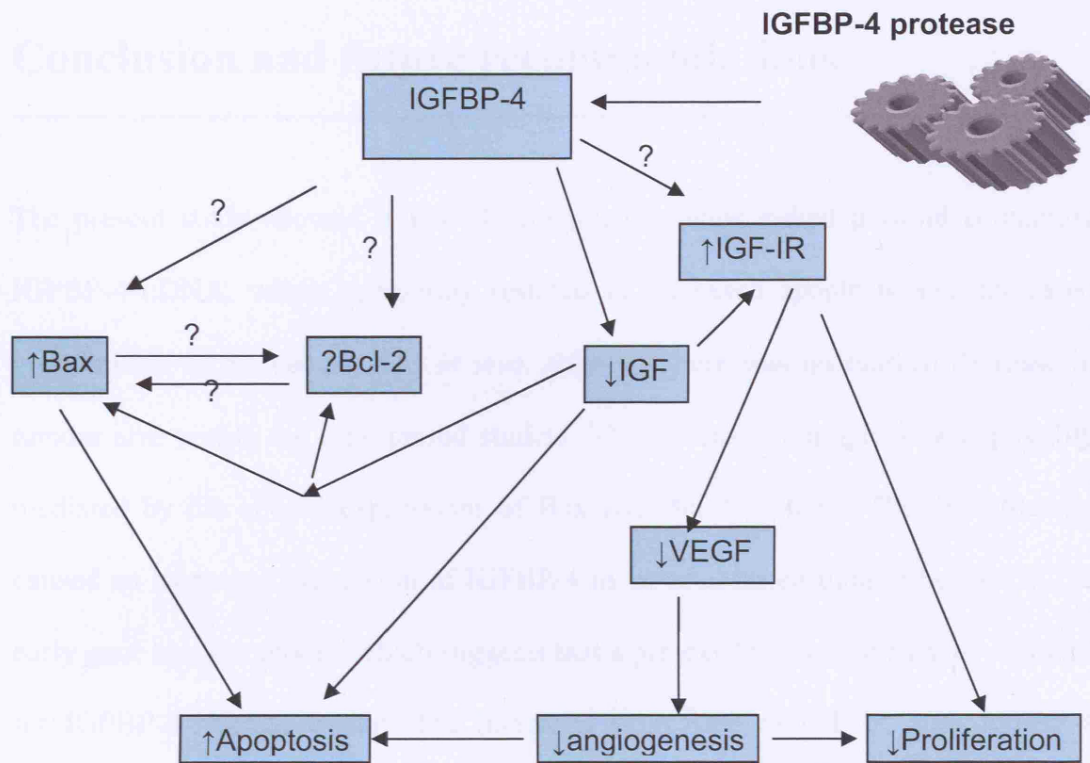 IGFBP-4 protease
IGFBP-4
?
?
?
↑IGF-IR
?
↑Bax
?Bcl-2
?
↓IGF
↓VEGF
↑Apoptosis
↓angiogenesis
↓Proliferation